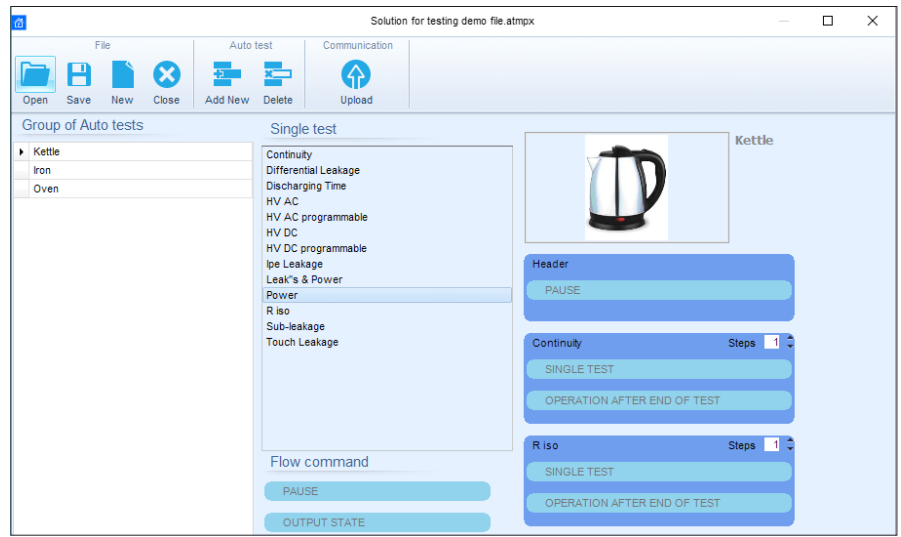 Solution for testing demo file.atmpx
File
Auto test
Communication
Open
Save
New
Close
Add New
Delete
Upload
Group of Auto tests
Kettle
Iron
Oven
Single test
Continuity
Differential Leakage
Discharging Time
HV AC
HV AC programmable
HV DC
HV DC programmable
Ipe Leakage
Leak"s & Power
Power
R iso
Sub-leakage
Touch Leakage
Flow command
PAUSE
OUTPUT STATE
Kettle
Header
PAUSE
Continuity Steps 1
SINGLE TEST
OPERATION AFTER END OF TEST
R iso Steps 1
SINGLE TEST
OPERATION AFTER END OF TEST